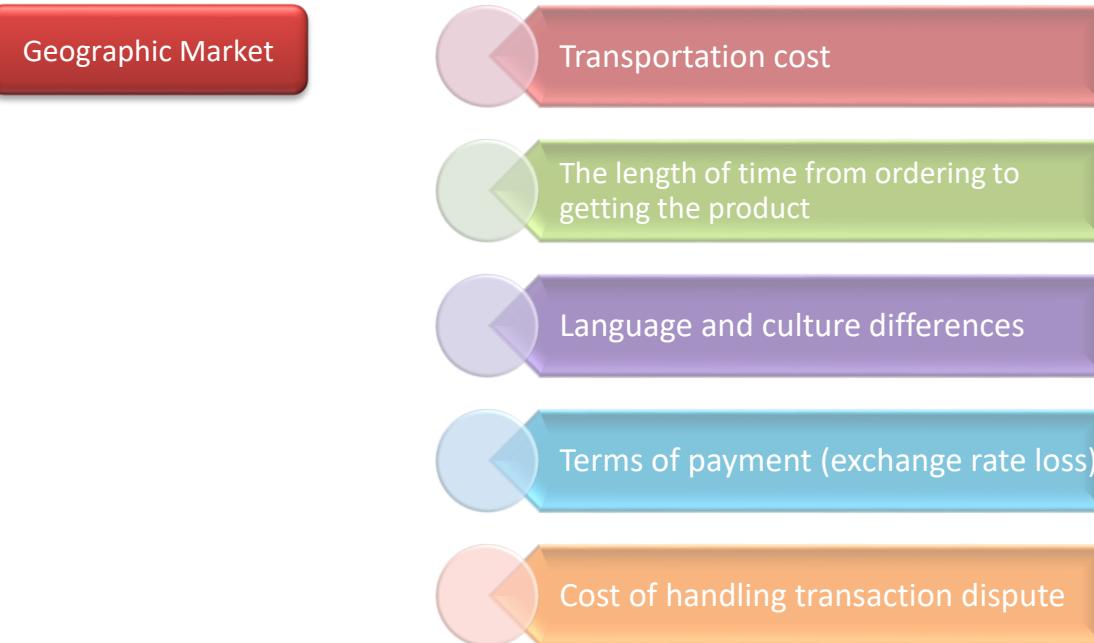 Geographic Market
Transportation cost
The length of time from ordering to
getting the product
Language and culture differences
Terms of payment (exchange rate loss)
Cost of handling transaction dispute